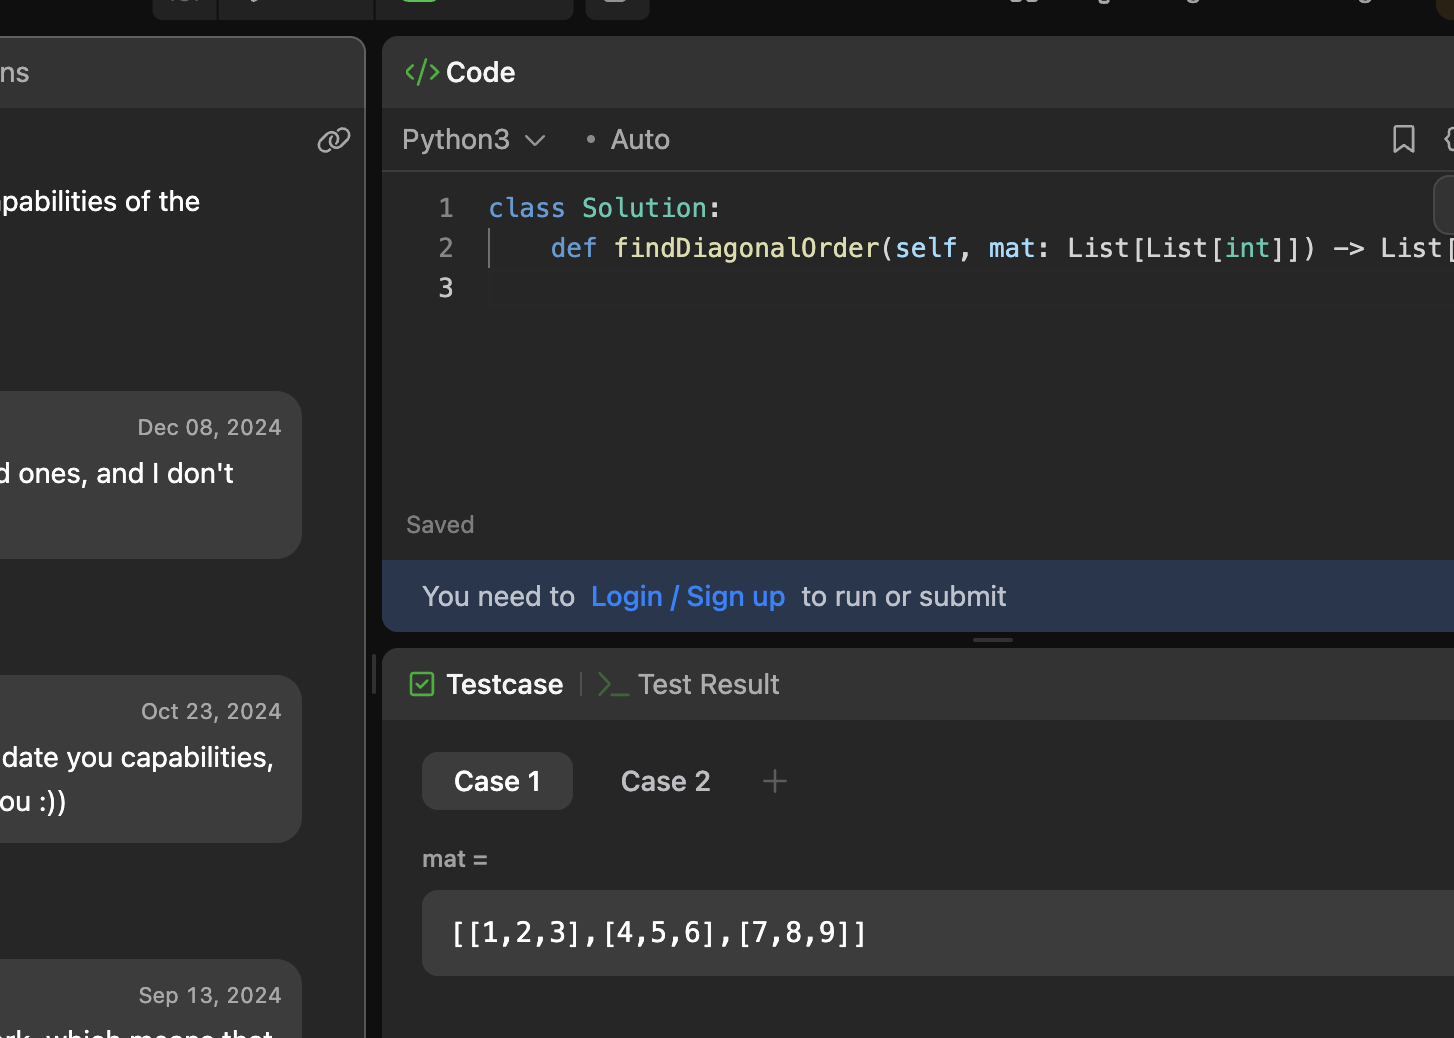 ns
pabilities of the
Dec 08, 2024
d ones, and I don't
Oct 23, 2024
date you capabilities,
ou :))
Sep 13, 2024
</> Code
Python3 • Auto
1 class Solution:
2 def findDiagonalOrder(self, mat: List[List[int]]) -> List[
3
Saved
You need to Login / Sign up to run or submit
Testcase | >_ Test Result
Case 1 Case 2 +
mat =
[[1,2,3],[4,5,6],[7,8,9]]